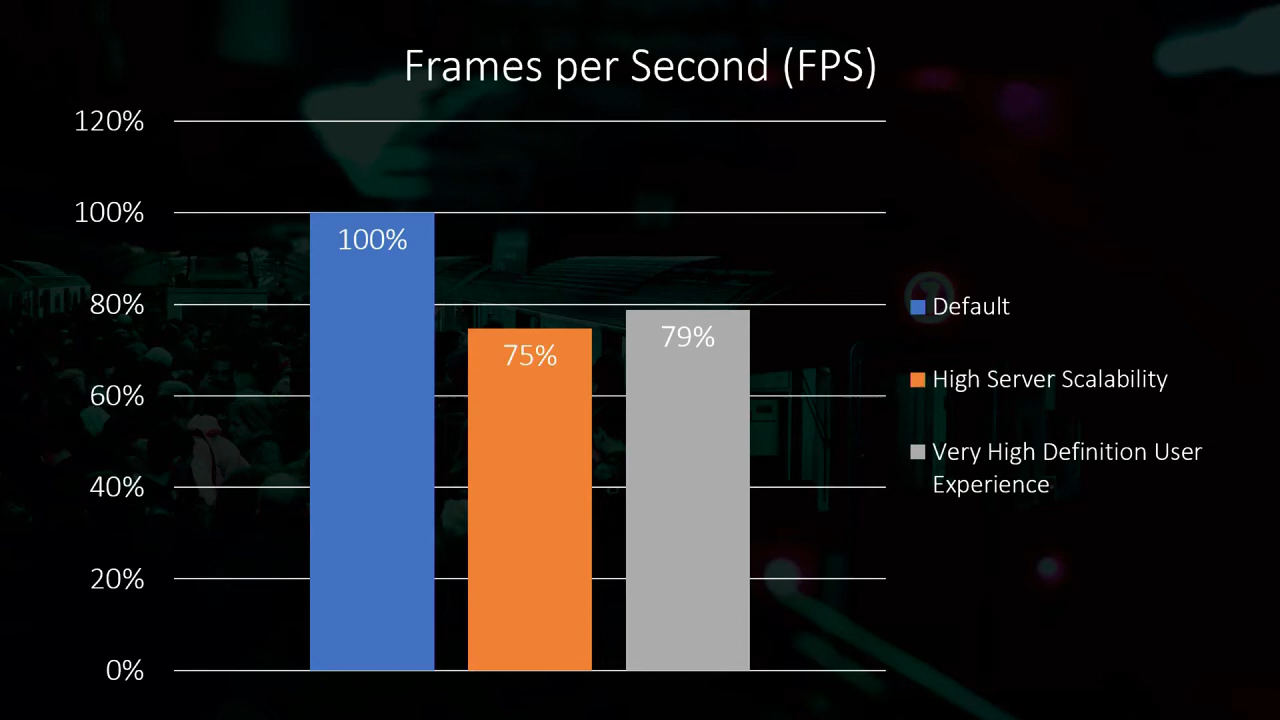 Frames per Second (FPS)
120%
100%
80%
60%
40%
20%
0%
100%
75%
79%
Default
High Server Scalability
Very High Definition User
Experience